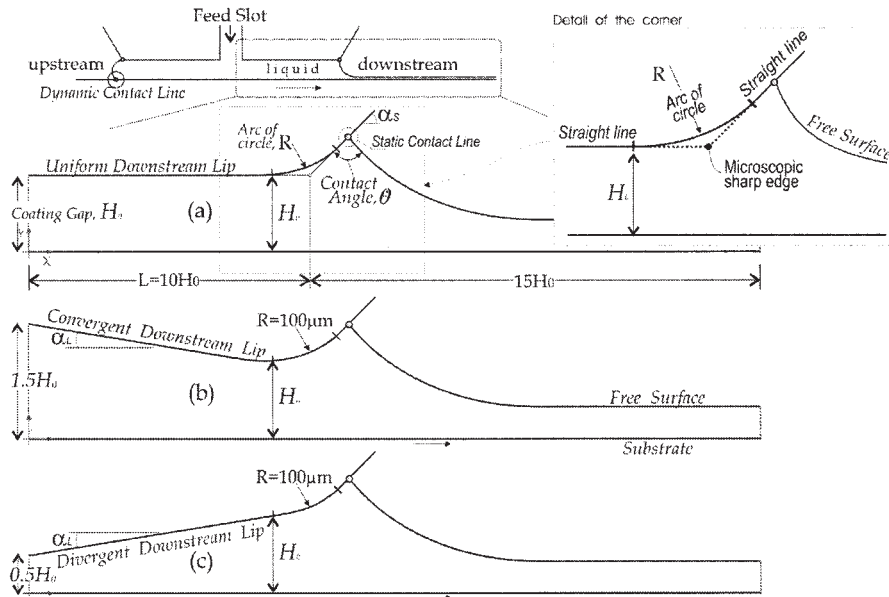 Feed Slot
upstream
liquid
downstream
Dynamic Contact Line
αs
Arc of
circle, R
Static Contact Line
Uniform Downstream Lip
Contact
Angle, θ
(a)
Coating Gap, H₀
X
L=10H₀
15H₀
Detail of the corner
R
Straight line
Arc of
circle
Straight line
Free Surface
Microscopic
sharp edge
Convergent Downstream Lip
R=100μm
1.5H₀
(b)
Free Surface
Substrate
R=100μm
Divergent Downstream Lip
(c)
0.5H₀